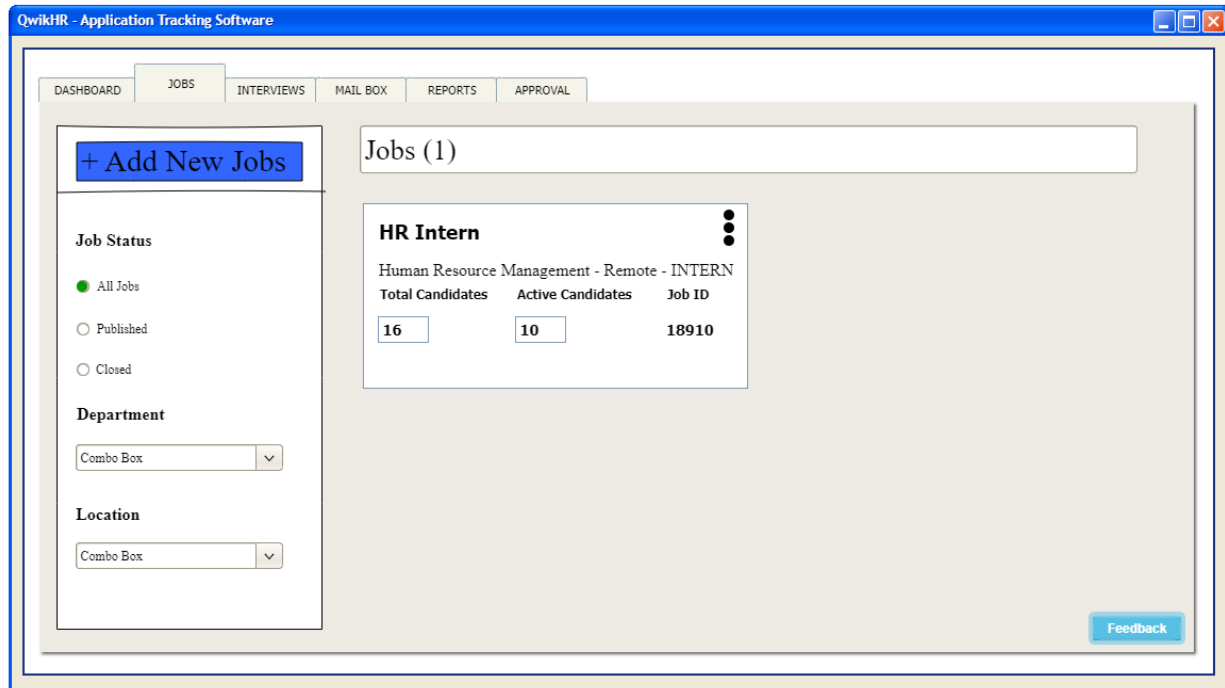 QwikHR - Application Tracking Software
DASHBOARD JOBS INTERVIEWS MAIL BOX REPORTS APPROVAL
+ Add New Jobs
Job Status
All Jobs
Published
Closed
Department
Combo Box
Location
Combo Box
Jobs (1)
HR Intern
Human Resource Management - Remote - INTERN
Total Candidates Active Candidates Job ID
16 10 18910
Feedback